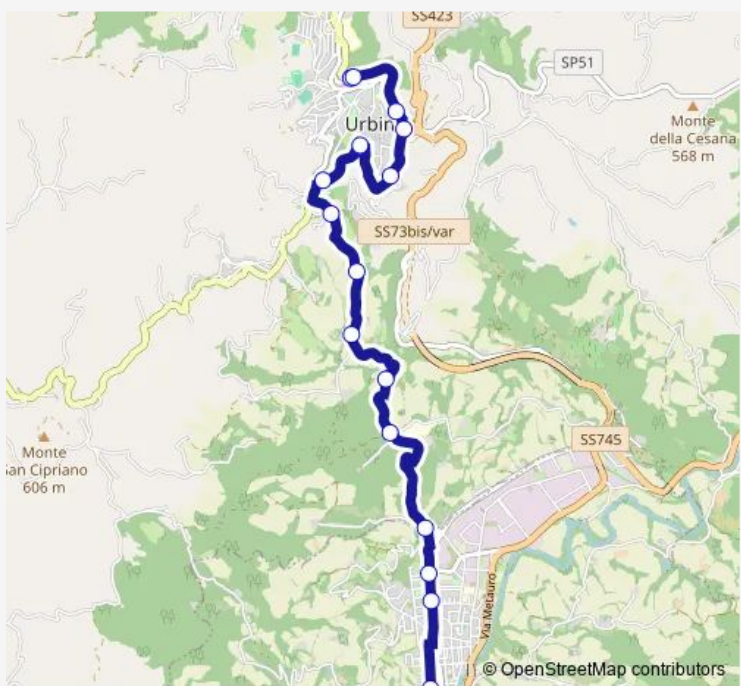 SS423
SP51
Urbin
Monte
della Cesana
568 m
SS73bis/var
Monte
San Cipriano
606 m
SS745
Via Metauro
© OpenStreetMap contributors